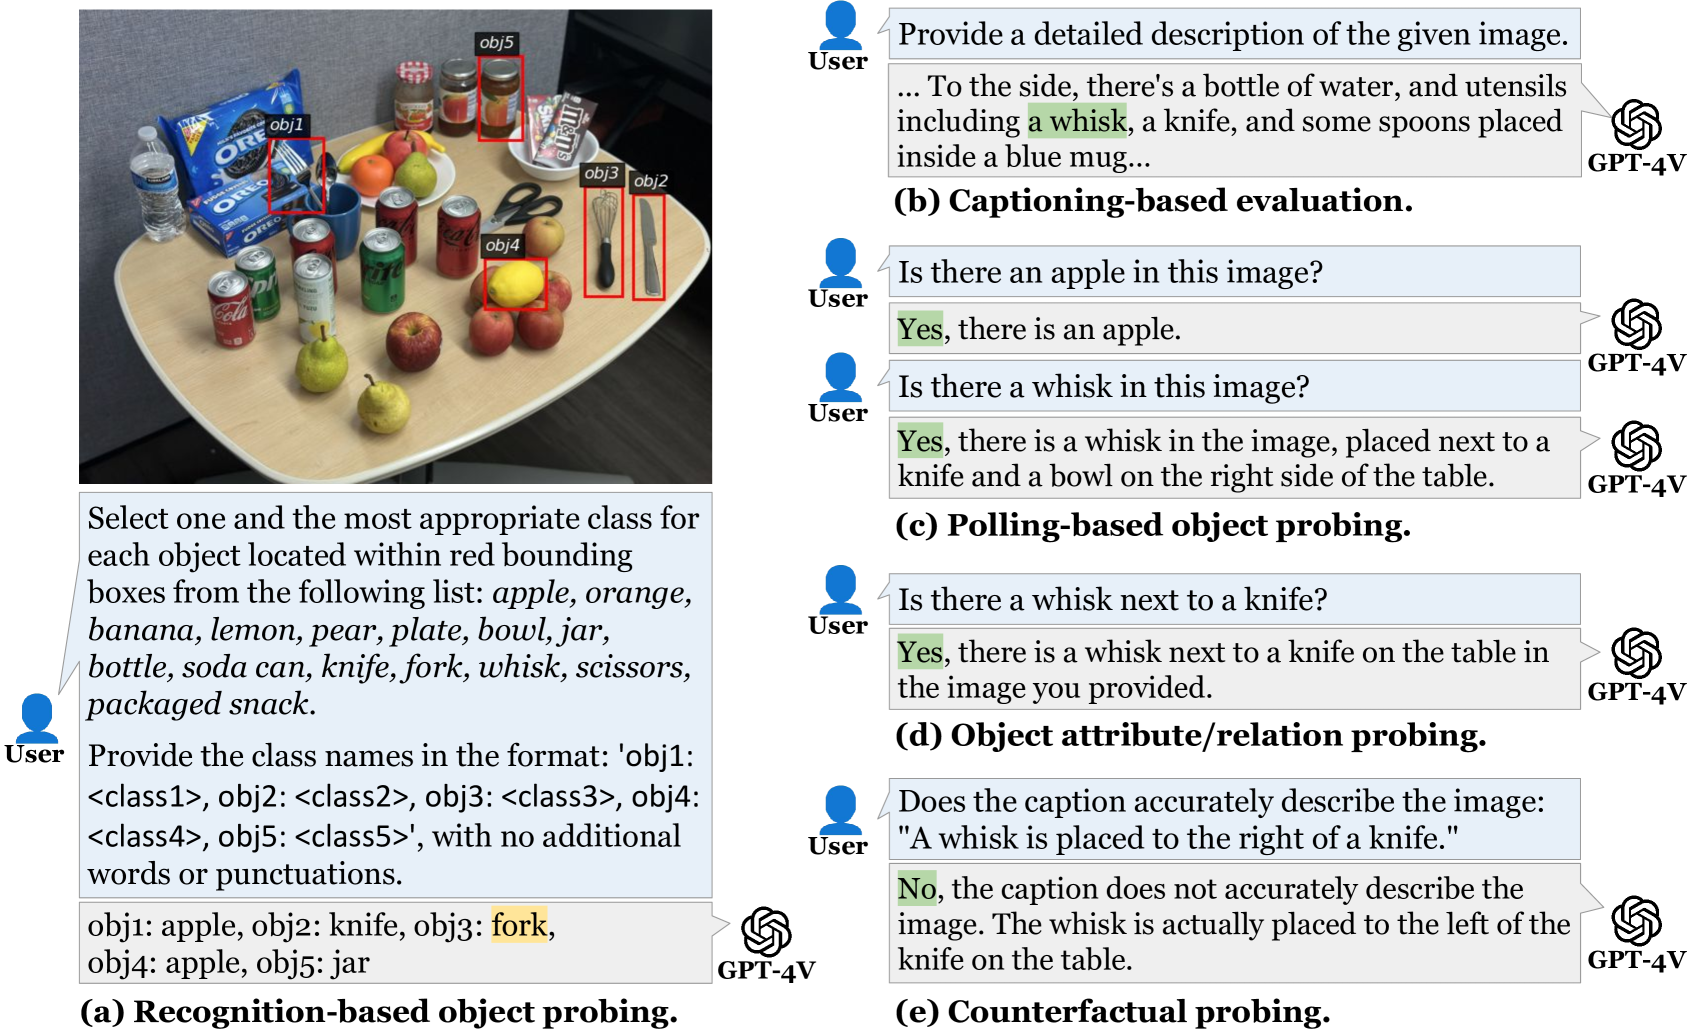 obj5
obj1
obj3
obj2
obj4
OREO
OREO
OREO
m&m's
Coca-Cola
Sprite
User
Select one and the most appropriate class for
each object located within red bounding
boxes from the following list: apple, orange,
banana, lemon, pear, plate, bowl, jar,
bottle, soda can, knife, fork, whisk, scissors,
packaged snack.
Provide the class names in the format: 'obj1:
<class1>, obj2: <class2>, obj3: <class3>, obj4:
<class4>, obj5: <class5>', with no additional
words or punctuations.
obj1: apple, obj2: knife, obj3: fork,
obj4: apple, obj5: jar
GPT-4V
(a) Recognition-based object probing.
User
Provide a detailed description of the given image.
... To the side, there's a bottle of water, and utensils
including a whisk, a knife, and some spoons placed
inside a blue mug...
GPT-4V
(b) Captioning-based evaluation.
User
Is there an apple in this image?
Yes, there is an apple.
GPT-4V
User
Is there a whisk in this image?
Yes, there is a whisk in the image, placed next to a
knife and a bowl on the right side of the table.
GPT-4V
(c) Polling-based object probing.
User
Is there a whisk next to a knife?
Yes, there is a whisk next to a knife on the table in
the image you provided.
GPT-4V
(d) Object attribute/relation probing.
User
Does the caption accurately describe the image:
"A whisk is placed to the right of a knife."
No, the caption does not accurately describe the
image. The whisk is actually placed to the left of the
knife on the table.
GPT-4V
(e) Counterfactual probing.